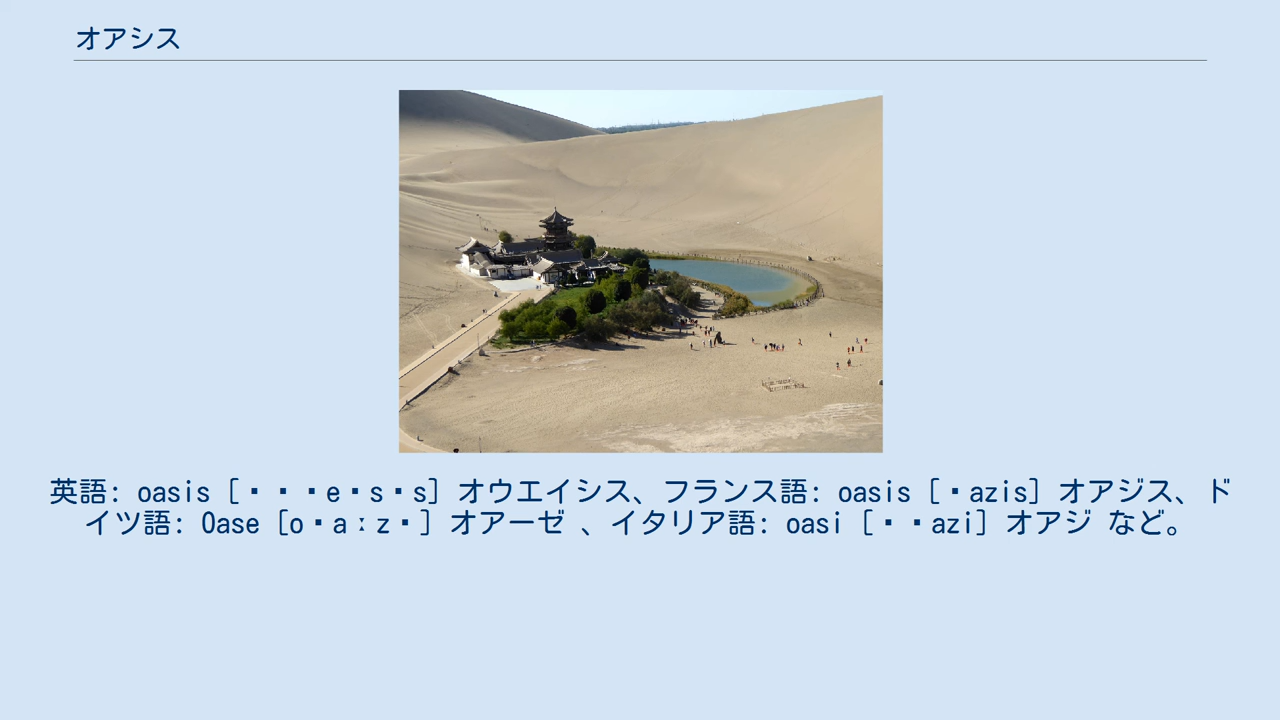 オアシス
英語: oasis [▪▪▪e▪s▪s] オウエイシス、フランス語: oasis [▪azis] オアジス、ド
イツ語: Oase [o▪aːz▪] オアーゼ 、イタリア語: oasi [▪▪azi] オアジ など。